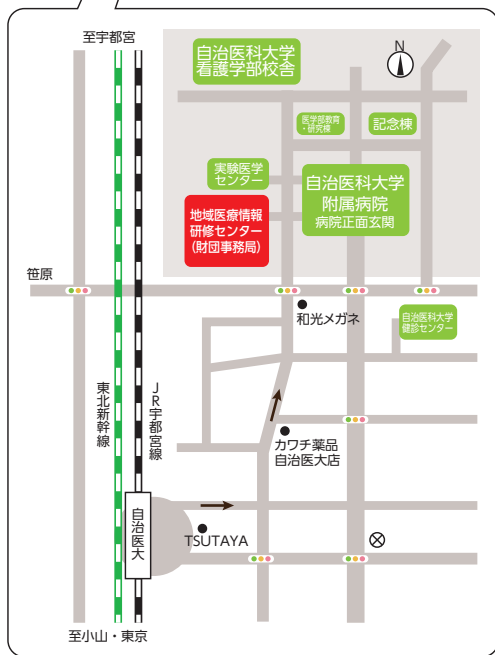 至宇都宮
自治医科大学
看護学部校舎
N
医学部教育
・研究棟
記念棟
実験医学
センター
自治医科大学
附属病院
病院正面玄関
地域医療情報
研修センター
(財団事務局)
笹原
和光メガネ
自治医科大学
健診センター
東北新幹線
JR宇都宮線
カワチ薬品
自治医大店
自治医大
TSUTAYA
至小山・東京